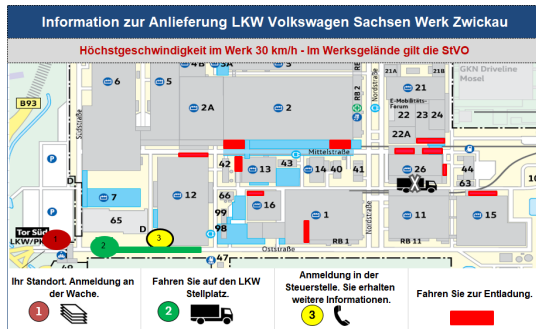 Information zur Anlieferung LKW Volkswagen Sachsen Werk Zwickau
Höchstgeschwindigkeit im Werk 30 km/h - Im Werksgelände gilt die StVO
GKN Driveline
Mosel
B93
Südstraße
Nordstraße
6
5
4B
3A
2A
2
RB 2
21A
21B
21
E-Mobilitäts-
Forum
22
23
24
22A
Mittelstraße
7
12
42
13
43
14
40
41
26
44
63
65
D
66
99
98
16
1
RB 1
Nordstraße
11
RB 11
15
Tor Süd
LKW/PK
1
2
3
Oststraße
47
48
P
P
P
Ihr Standort. Anmeldung an
der Wache.
1
Fahren Sie auf den LKW
Stellplatz.
2
Anmeldung in der
Steuerstelle. Sie erhalten
weitere Informationen.
3
Fahren Sie zur Entladung.